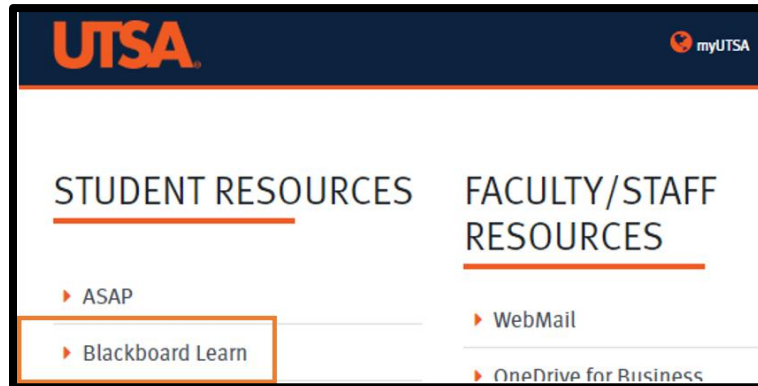 UTSA
myUTSA
STUDENT RESOURCES
ASAP
Blackboard Learn
FACULTY/STAFF
RESOURCES
WebMail
OneDrive for Business